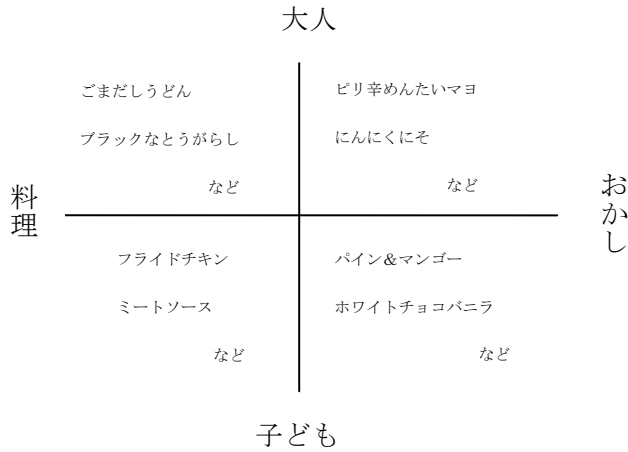 大人
ごまだしうどん
ブラックなとうがらし
など
ピリ辛めんたいマヨ
にんにくにそ
など
料理
おかし
フライドチキン
ミートソース
など
パイン＆マンゴー
ホワイトチョコバニラ
など
子ども